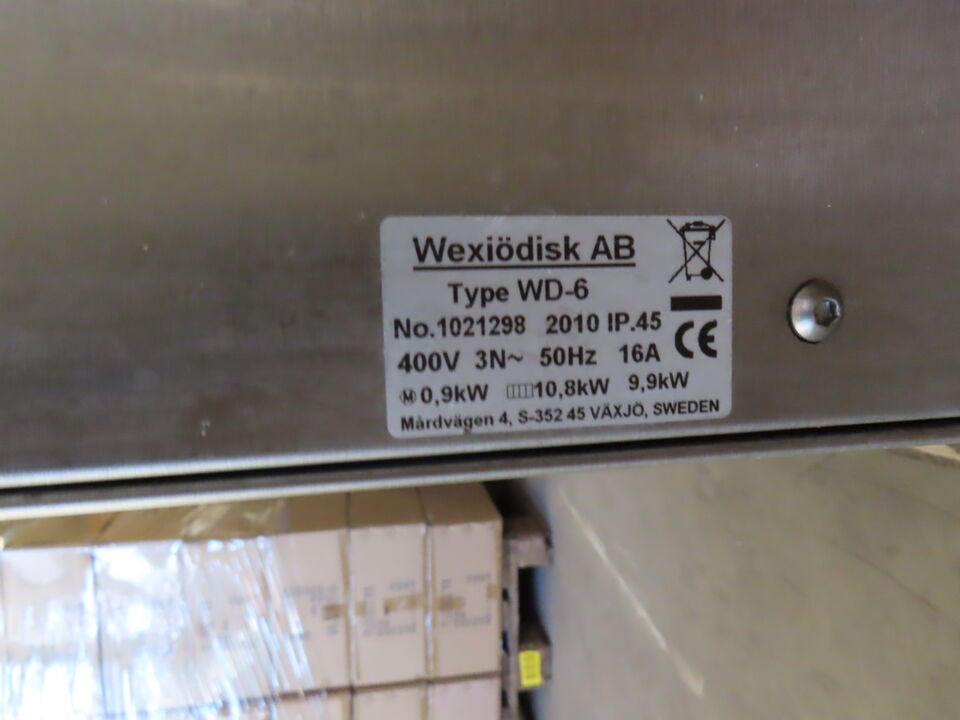 Wexiödisk AB
Type WD-6
No.1021298 2010 IP.45
400V 3N~ 50Hz 16A
M 0,9kW 10,8kW 9,9kW
Mårdvägen 4, S-352 45 VÄXJÖ, SWEDEN
CE